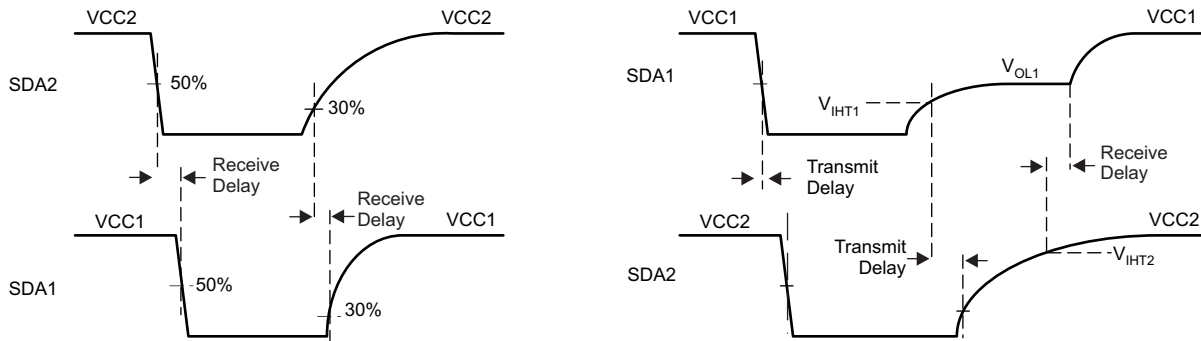 VCC2
VCC2
SDA2
50%
30%
Receive
Delay
Receive
Delay
VCC1
VCC1
SDA1
50%
30%
VCC1
VCC1
SDA1
VOL1
VIHT1
Transmit
Delay
Receive
Delay
VCC2
VCC2
Transmit
Delay
SDA2
VIHT2